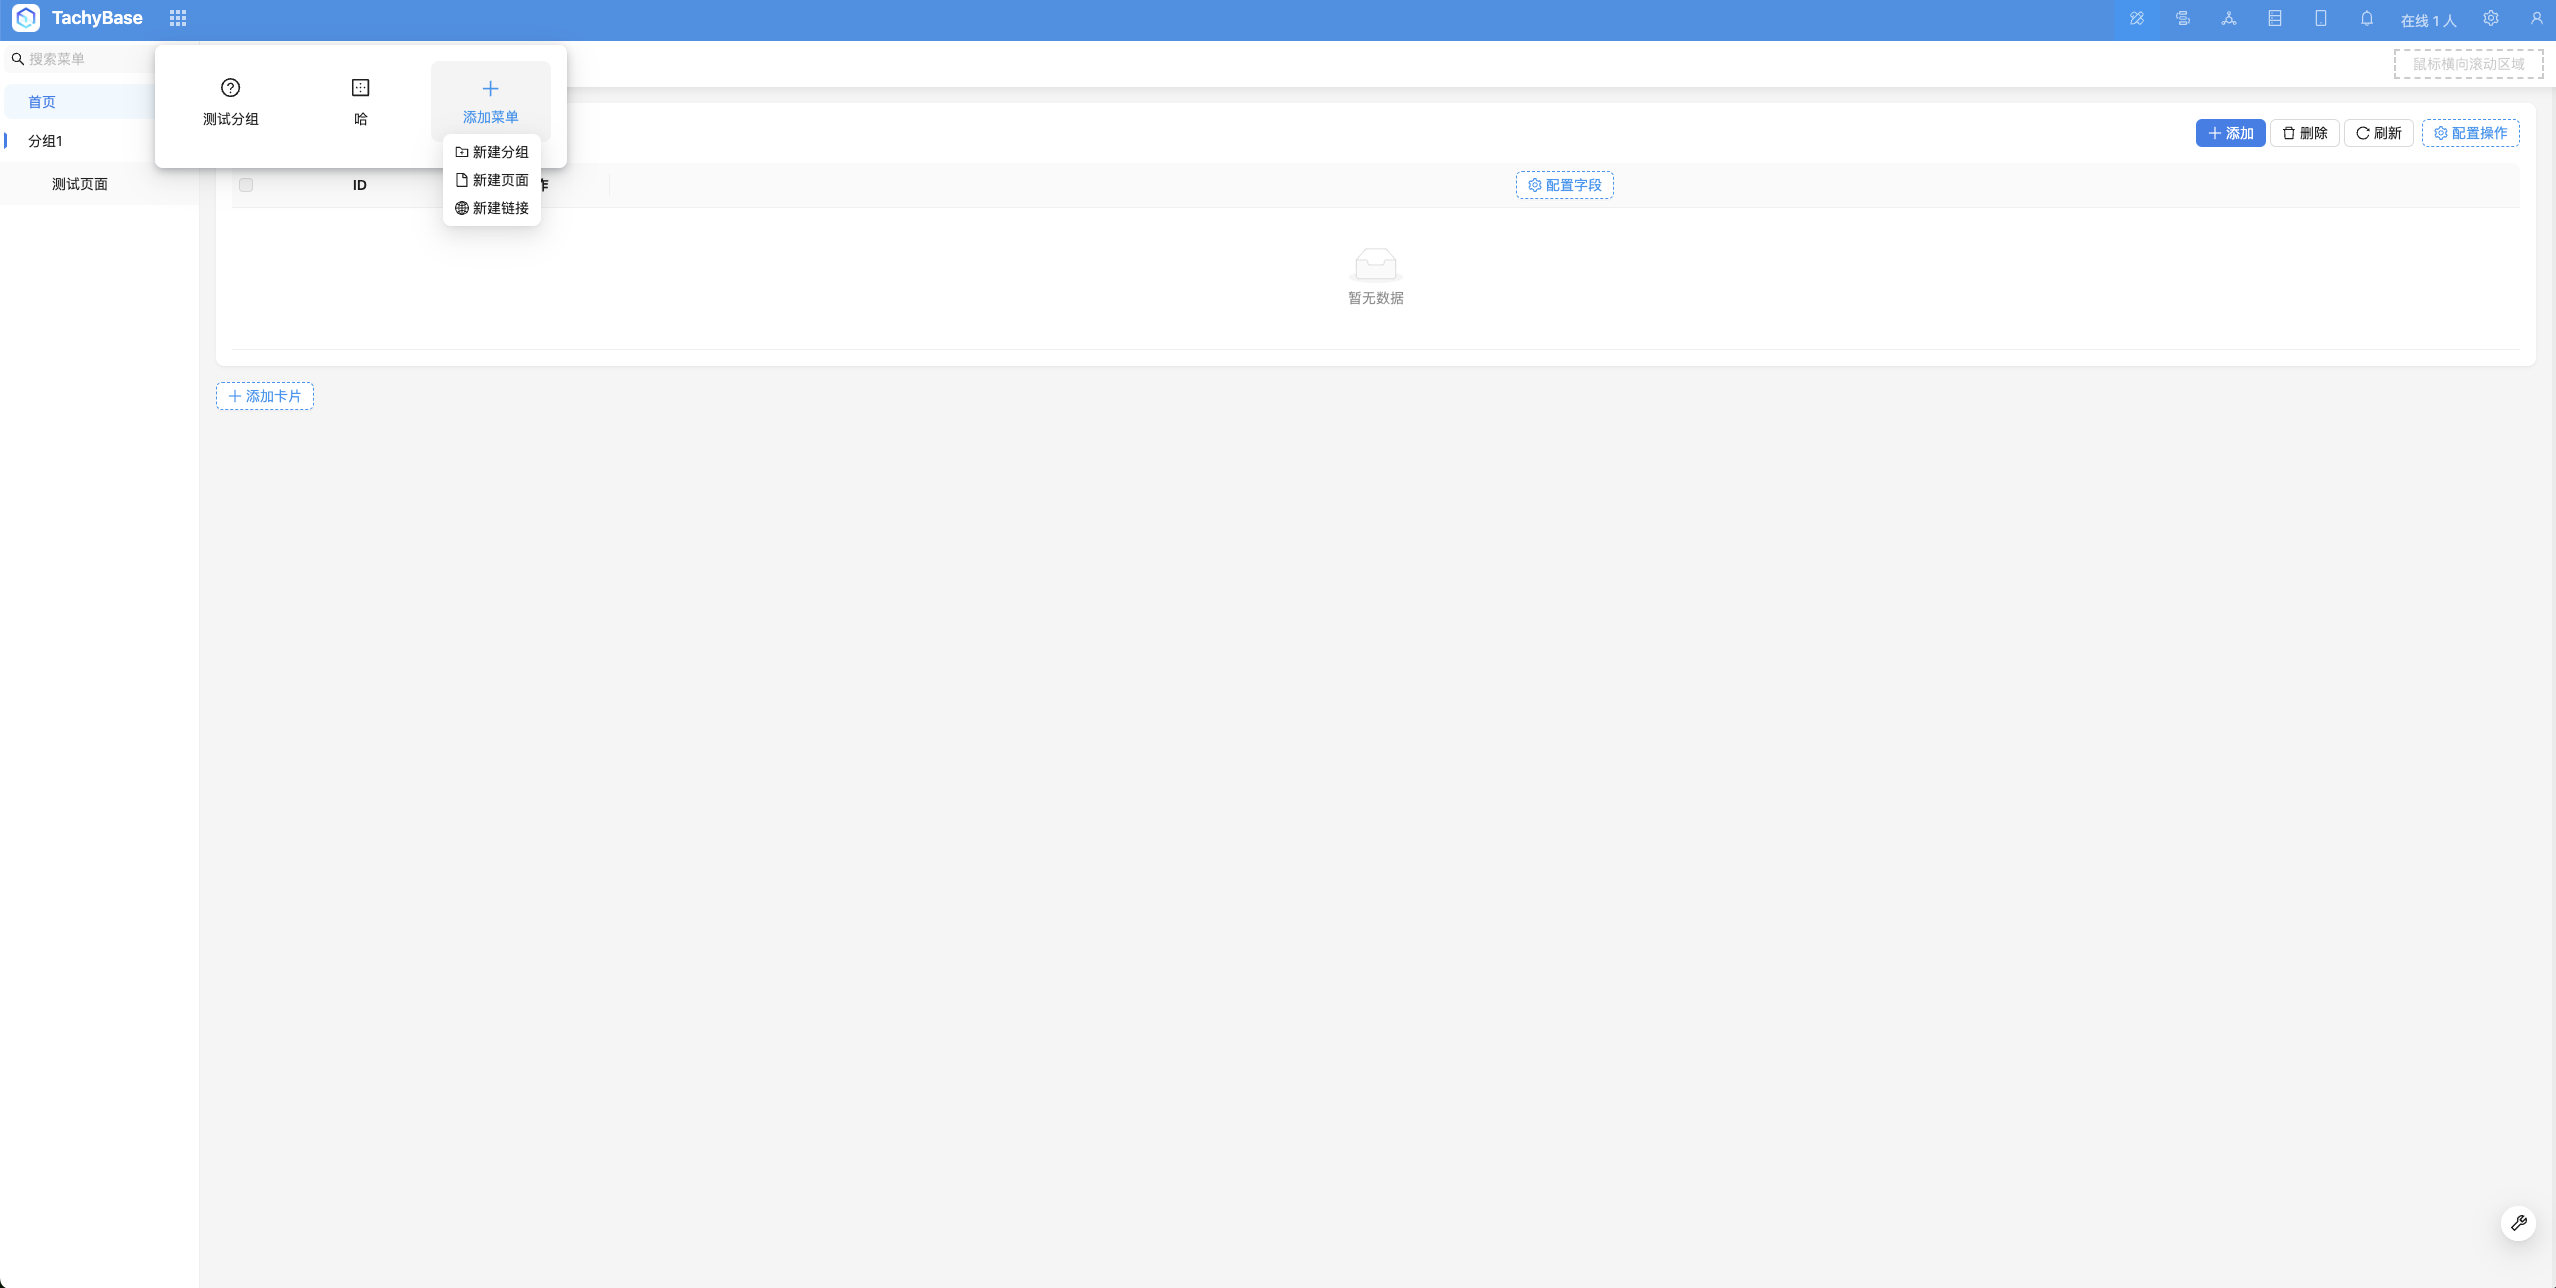 TachyBase
在线 1 人
搜索菜单
首页
分组1
测试页面
测试分组
哈
添加菜单
新建分组
新建页面
新建链接
鼠标横向滚动区域
添加
删除
刷新
配置操作
ID
配置字段
暂无数据
添加卡片